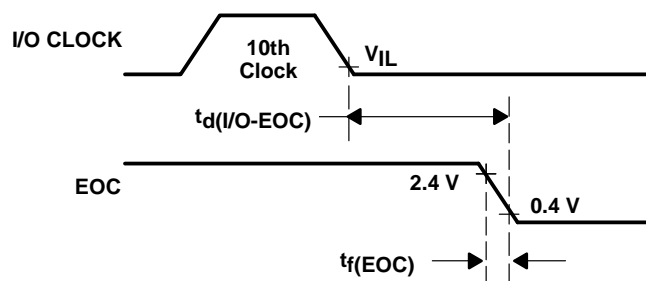 I/O CLOCK
10th
Clock
VIL
td(I/O-EOC)
EOC
2.4 V
0.4 V
tf(EOC)